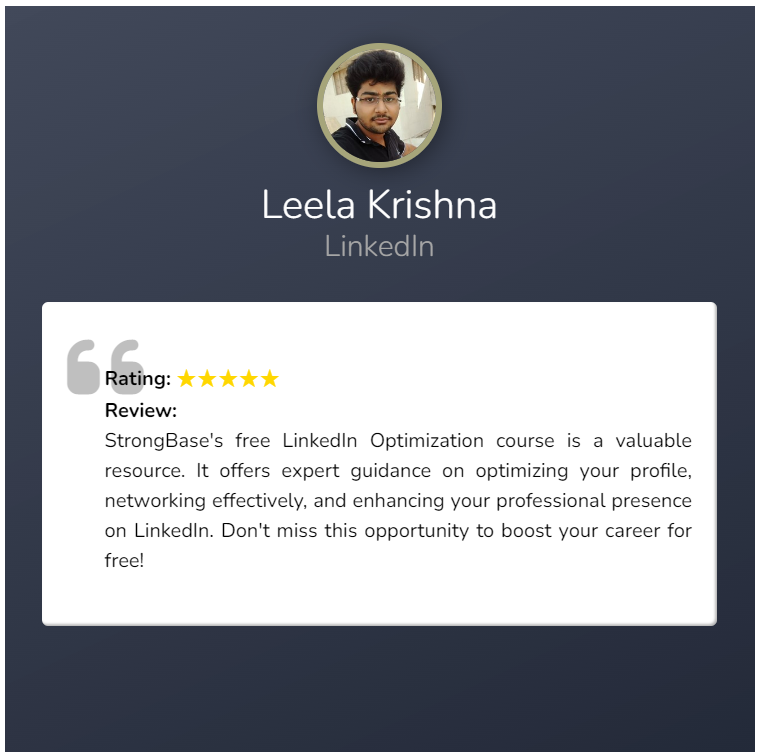 Leela Krishna
LinkedIn
Rating: ★★★★★
Review:
StrongBase's free LinkedIn Optimization course is a valuable
resource. It offers expert guidance on optimizing your profile,
networking effectively, and enhancing your professional presence
on LinkedIn. Don't miss this opportunity to boost your career for
free!